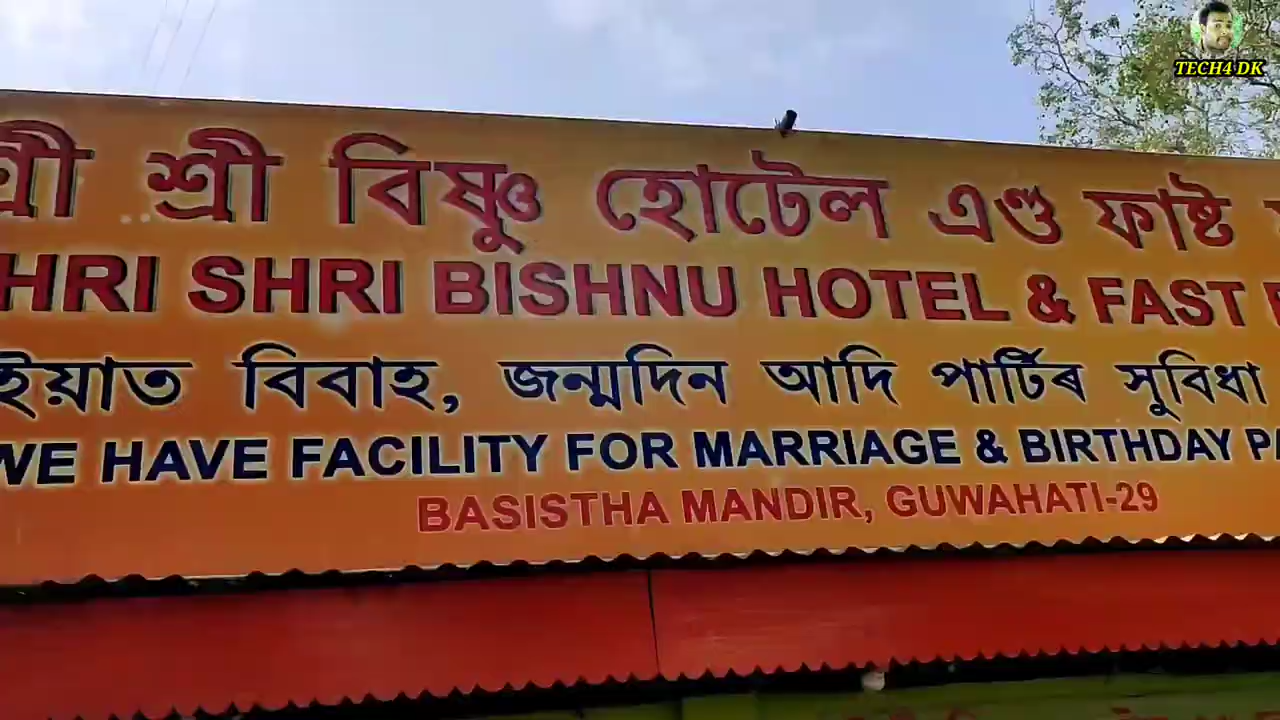 TECH4 DK
শ্রী শ্রী বিষ্ণু হোটেল এণ্ড ফাষ্ট
SHRI SHRI BISHNU HOTEL & FAST
ইয়াত বিবাহ, জন্মদিন আদি পাৰ্টিৰ সুবিধা
WE HAVE FACILITY FOR MARRIAGE & BIRTHDAY
BASISTHA MANDIR, GUWAHATI-29